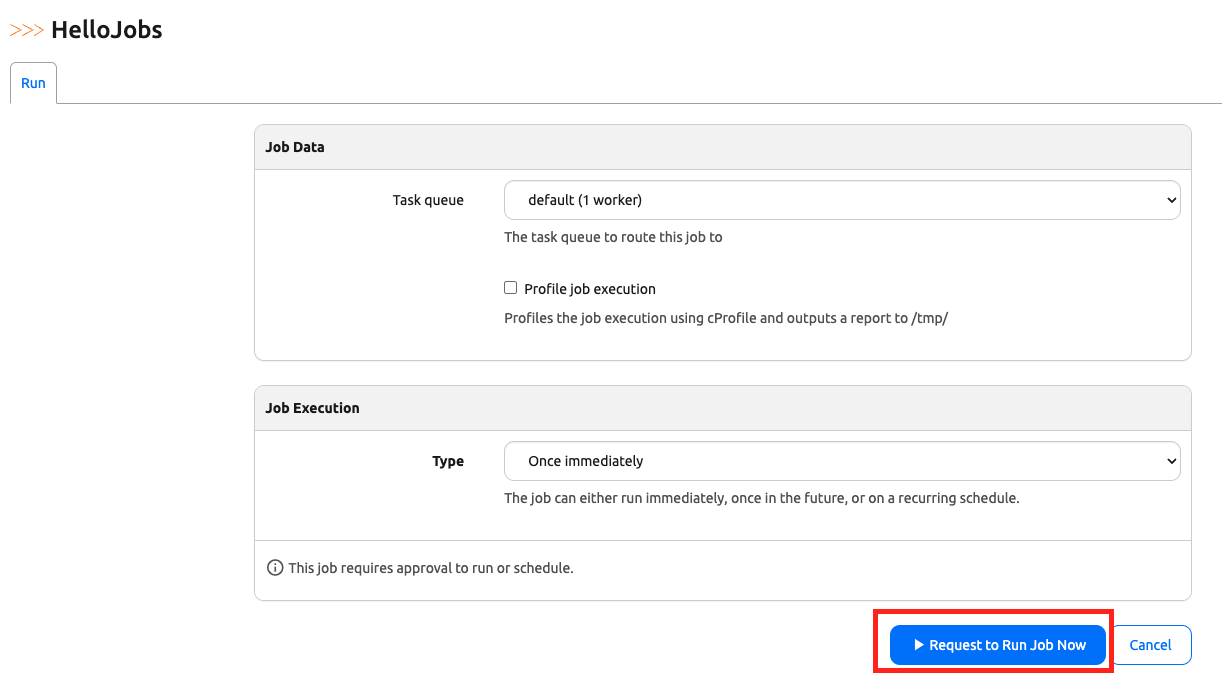 >>> HelloJobs
Run
Job Data
Task queue
default (1 worker)
The task queue to route this job to
Profile job execution
Profiles the job execution using cProfile and outputs a report to /tmp/
Job Execution
Type
Once immediately
The job can either run immediately, once in the future, or on a recurring schedule.
This job requires approval to run or schedule.
Request to Run Job Now
Cancel